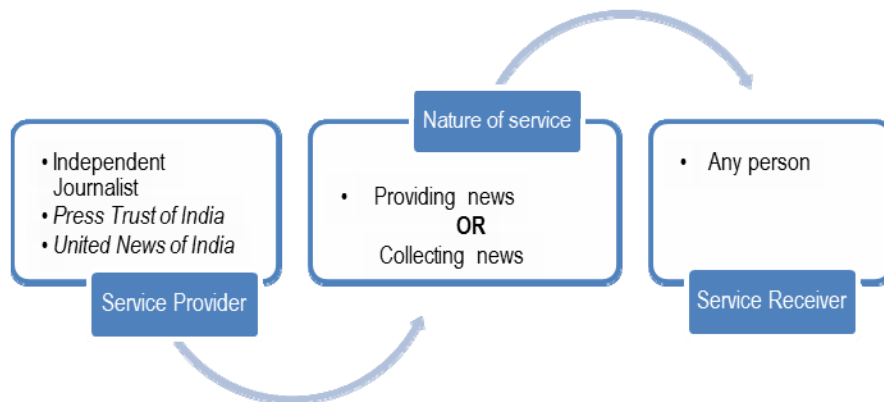 • Independent
Journalist
• Press Trust of India
• United News of India
Service Provider
Nature of service
• Providing news
OR
Collecting news
• Any person
Service Receiver